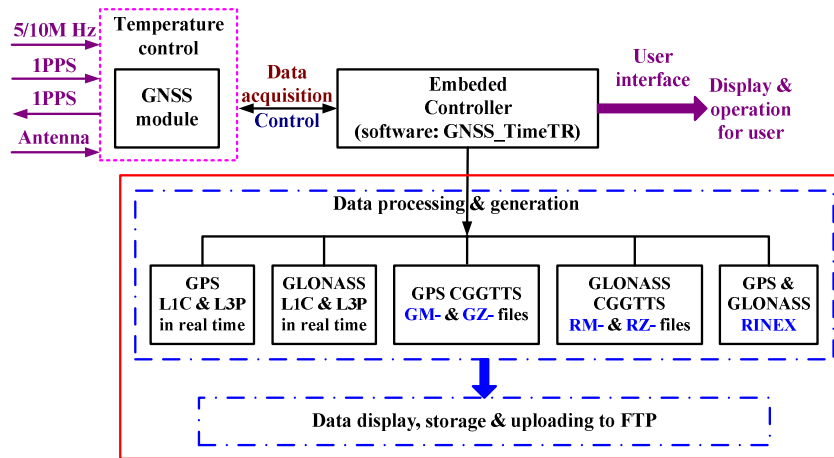 5/10M Hz
1PPS
1PPS
Antenna
Temperature
control
GNSS
module
Data
acquisition
Control
Embeded
Controller
(software: GNSS_TimeTR)
User
interface
Display &
operation
for user
Data processing & generation
GPS
L1C & L3P
in real time
GLONASS
L1C & L3P
in real time
GPS CGGTTS
GM- & GZ- files
GLONASS
CGGTTS
RM- & RZ- files
GPS &
GLONASS
RINEX
Data display, storage & uploading to FTP